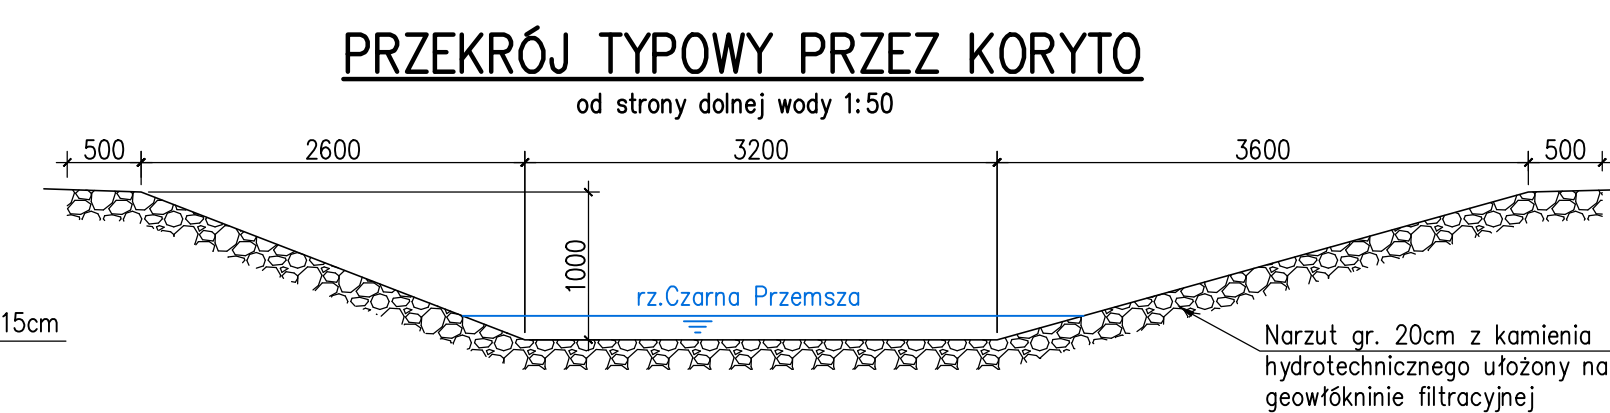 PRZEKRÓJ TYPOWY PRZEZ KORYTO
od strony dolnej wody 1:50
500 2600 3200 3600 500
1000
rz.Czarna Przemsza
15cm
Narzut gr. 20cm z kamienia
hydrotechnicznego ułożony na
geowłókninie filtracyjnej